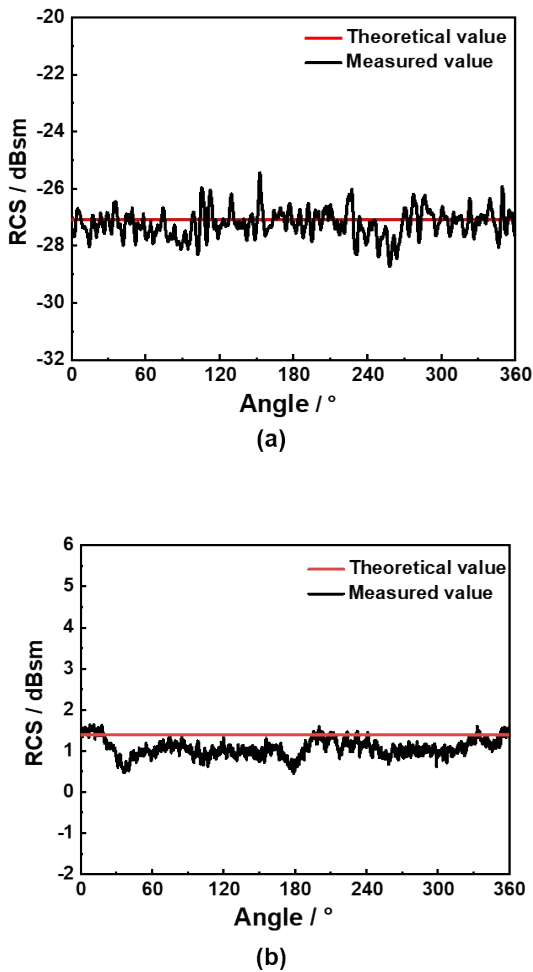 -20
Theoretical value
Measured value
-22
-24
-26
-28
-30
-32
RCS / dBsm
0 60 120 180 240 300 360
Angle / °
(a)
6
Theoretical value
Measured value
5
4
3
2
1
0
-1
-2
RCS / dBsm
0 60 120 180 240 300 360
Angle / °
(b)